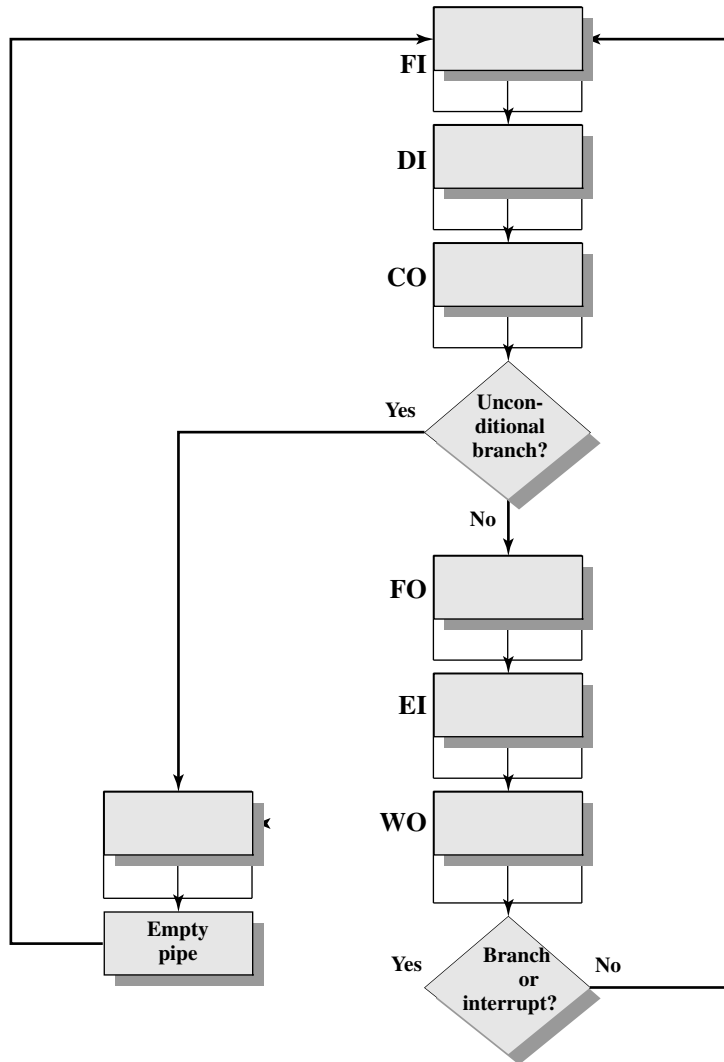 FI
DI
CO
Yes
Uncon-
ditional
branch?
No
FO
EI
WO
Empty
pipe
Yes
Branch
or
interrupt?
No